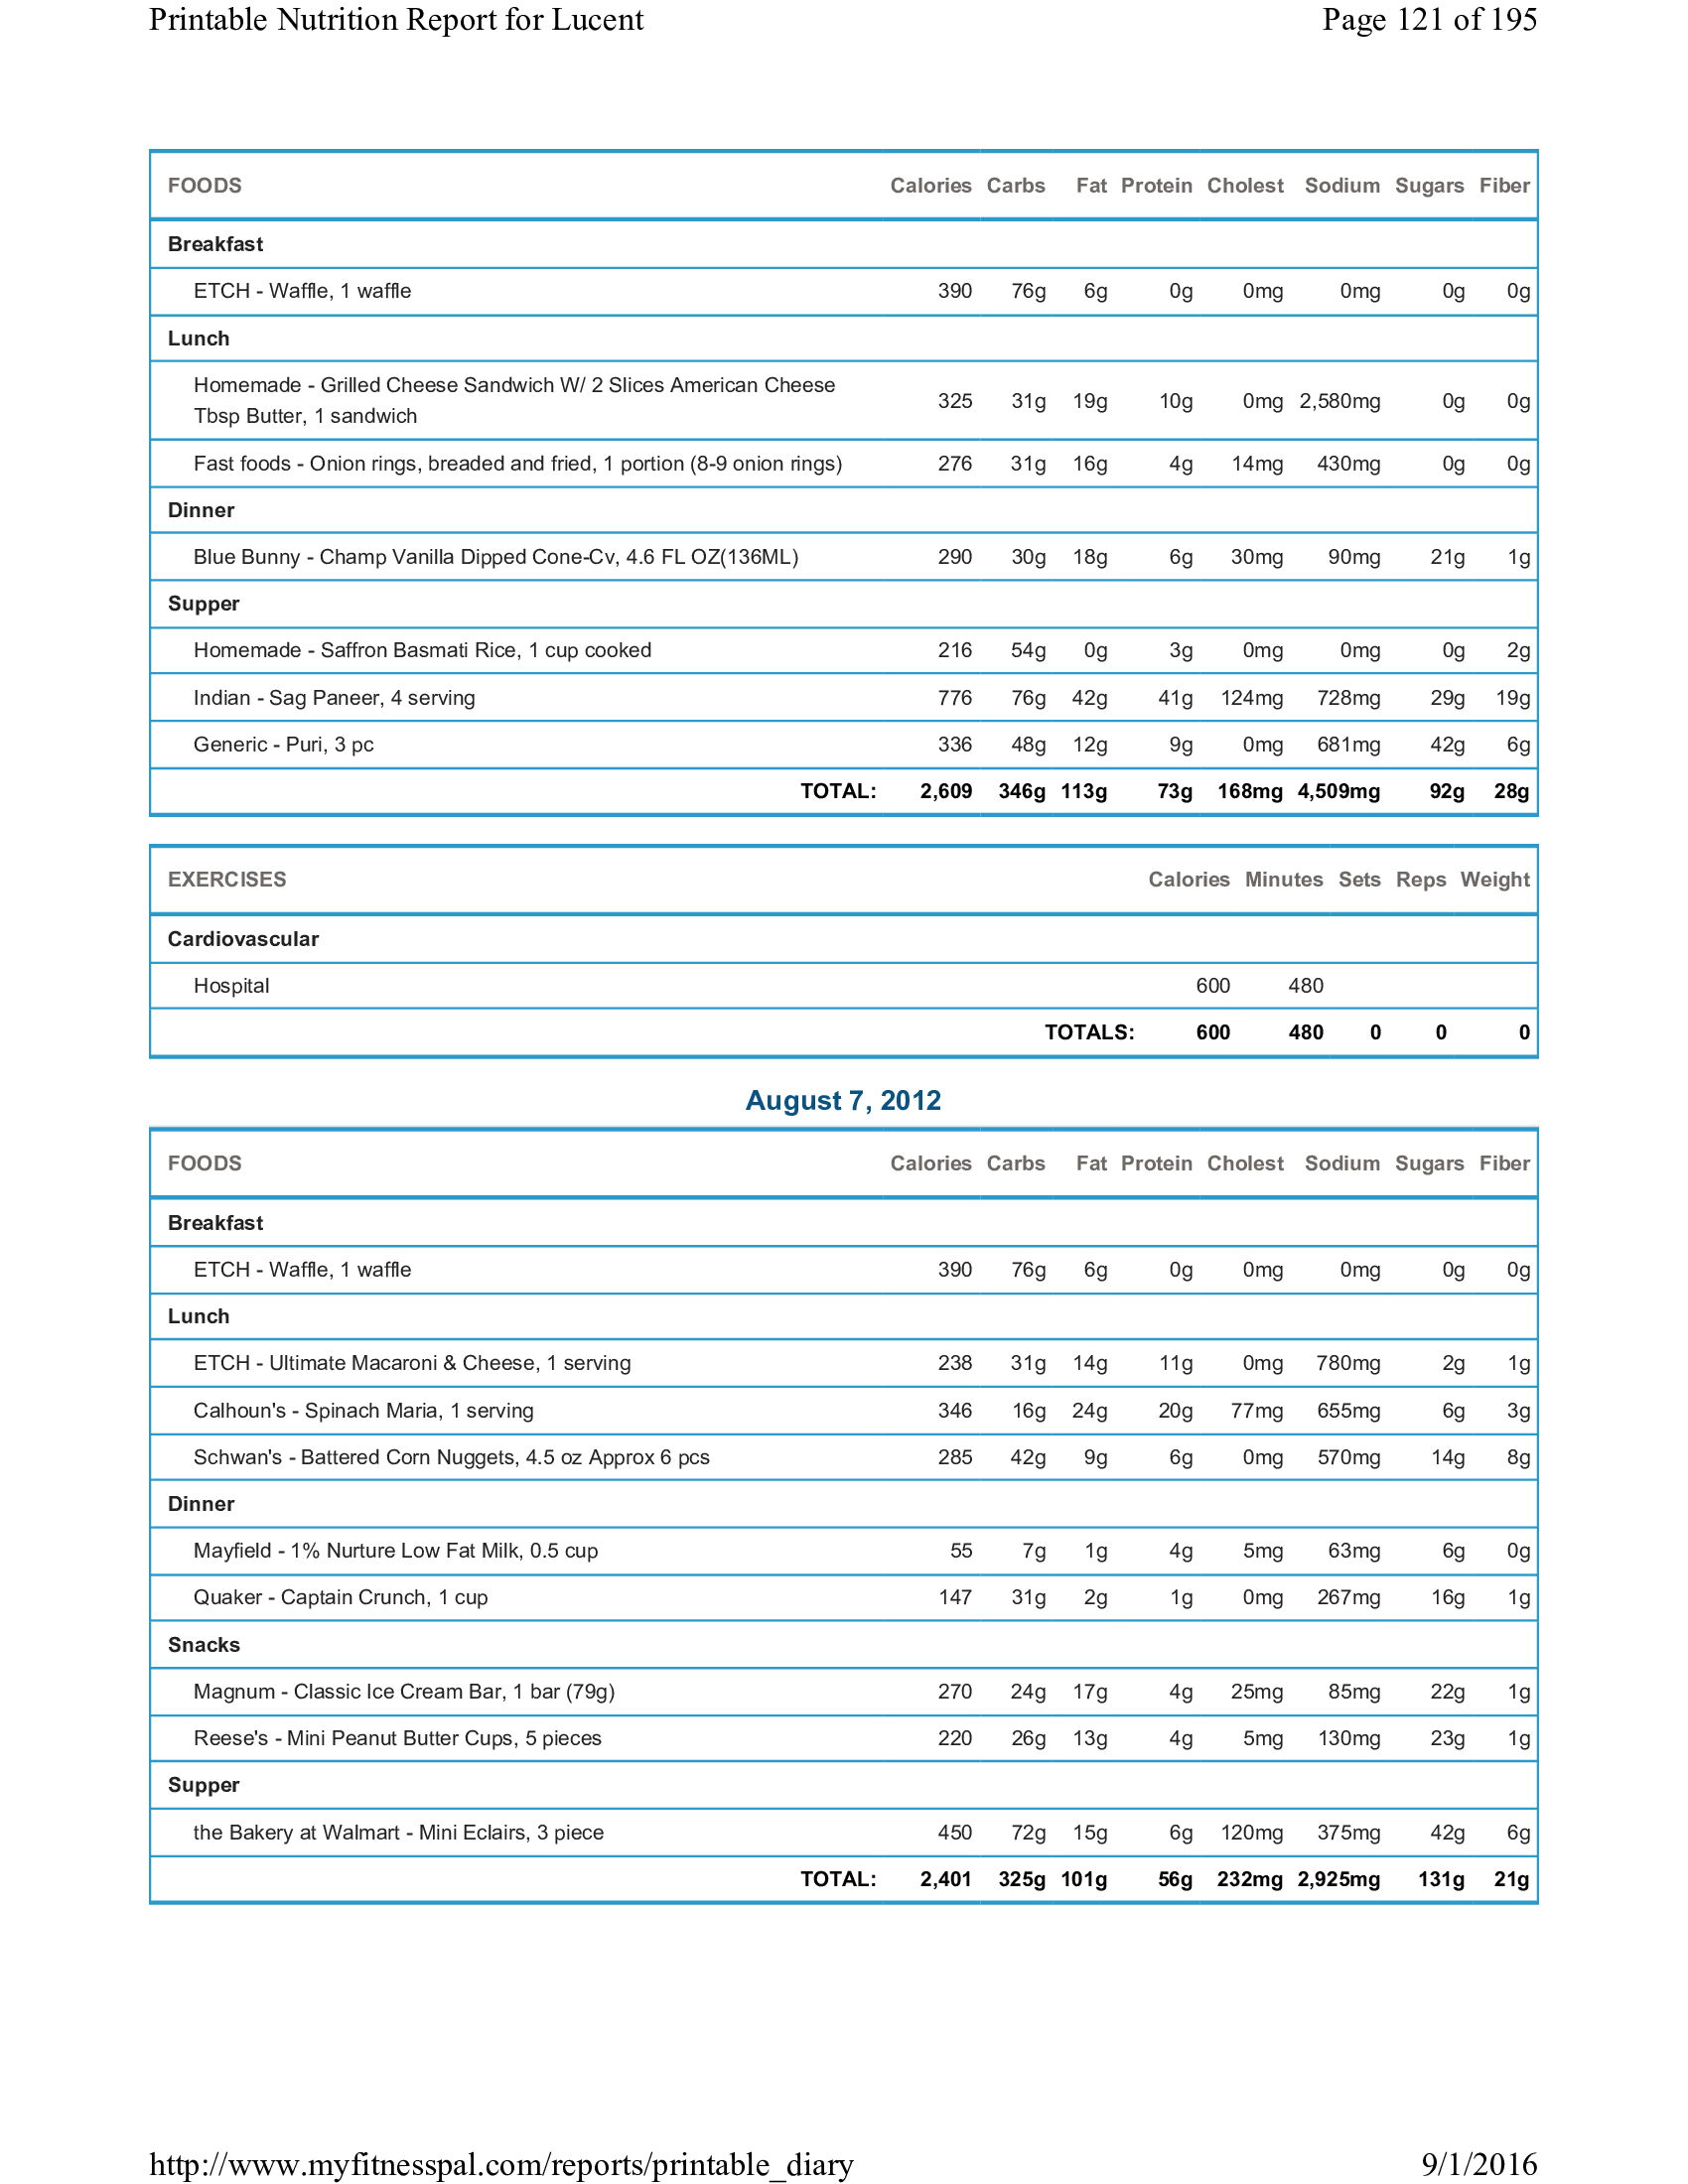 Printable Nutrition Report for Lucent Page 121 of 195
FOODS Calories Carbs Fat Protein Cholest Sodium Sugars Fiber
Breakfast
ETCH - Waffle, 1 waffle 390 76g 6g 0g 0mg 0mg 0g 0g
Lunch
Homemade - Grilled Cheese Sandwich W/ 2 Slices American Cheese
Tbsp Butter, 1 sandwich 325 31g 19g 10g 0mg 2,580mg 0g 0g
Fast foods - Onion rings, breaded and fried, 1 portion (8-9 onion rings) 276 31g 16g 4g 14mg 430mg 0g 0g
Dinner
Blue Bunny - Champ Vanilla Dipped Cone-Cv, 4.6 FL OZ(136ML) 290 30g 18g 6g 30mg 90mg 21g 1g
Supper
Homemade - Saffron Basmati Rice, 1 cup cooked 216 54g 0g 3g 0mg 0mg 0g 2g
Indian - Sag Paneer, 4 serving 776 76g 42g 41g 124mg 728mg 29g 19g
Generic - Puri, 3 pc 336 48g 12g 9g 0mg 681mg 42g 6g
TOTAL: 2,609 346g 113g 73g 168mg 4,509mg 92g 28g
EXERCISES Calories Minutes Sets Reps Weight
Cardiovascular
Hospital 600 480
TOTALS: 600 480 0 0 0
August 7, 2012
FOODS Calories Carbs Fat Protein Cholest Sodium Sugars Fiber
Breakfast
ETCH - Waffle, 1 waffle 390 76g 6g 0g 0mg 0mg 0g 0g
Lunch
ETCH - Ultimate Macaroni & Cheese, 1 serving 238 31g 14g 11g 0mg 780mg 2g 1g
Calhoun's - Spinach Maria, 1 serving 346 16g 24g 20g 77mg 655mg 6g 3g
Schwan's - Battered Corn Nuggets, 4.5 oz Approx 6 pcs 285 42g 9g 6g 0mg 570mg 14g 8g
Dinner
Mayfield - 1% Nurture Low Fat Milk, 0.5 cup 55 7g 1g 4g 5mg 63mg 6g 0g
Quaker - Captain Crunch, 1 cup 147 31g 2g 1g 0mg 267mg 16g 1g
Snacks
Magnum - Classic Ice Cream Bar, 1 bar (79g) 270 24g 17g 4g 25mg 85mg 22g 1g
Reese's - Mini Peanut Butter Cups, 5 pieces 220 26g 13g 4g 5mg 130mg 23g 1g
Supper
the Bakery at Walmart - Mini Eclairs, 3 piece 450 72g 15g 6g 120mg 375mg 42g 6g
TOTAL: 2,401 325g 101g 56g 232mg 2,925mg 131g 21g
http://www.myfitnesspal.com/reports/printable_diary 9/1/2016